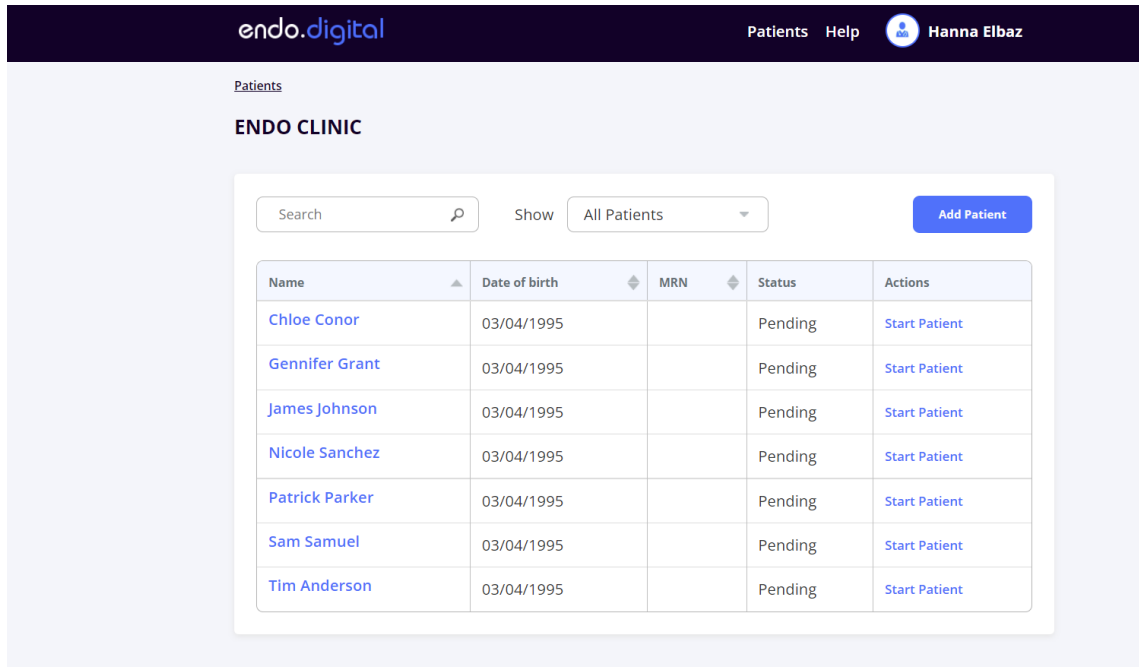 endo.digital Patients Help Hanna Elbaz
Patients
ENDO CLINIC
Search Show All Patients Add Patient
Name Date of birth MRN Status Actions
Chloe Conor 03/04/1995 Pending Start Patient
Gennifer Grant 03/04/1995 Pending Start Patient
James Johnson 03/04/1995 Pending Start Patient
Nicole Sanchez 03/04/1995 Pending Start Patient
Patrick Parker 03/04/1995 Pending Start Patient
Sam Samuel 03/04/1995 Pending Start Patient
Tim Anderson 03/04/1995 Pending Start Patient